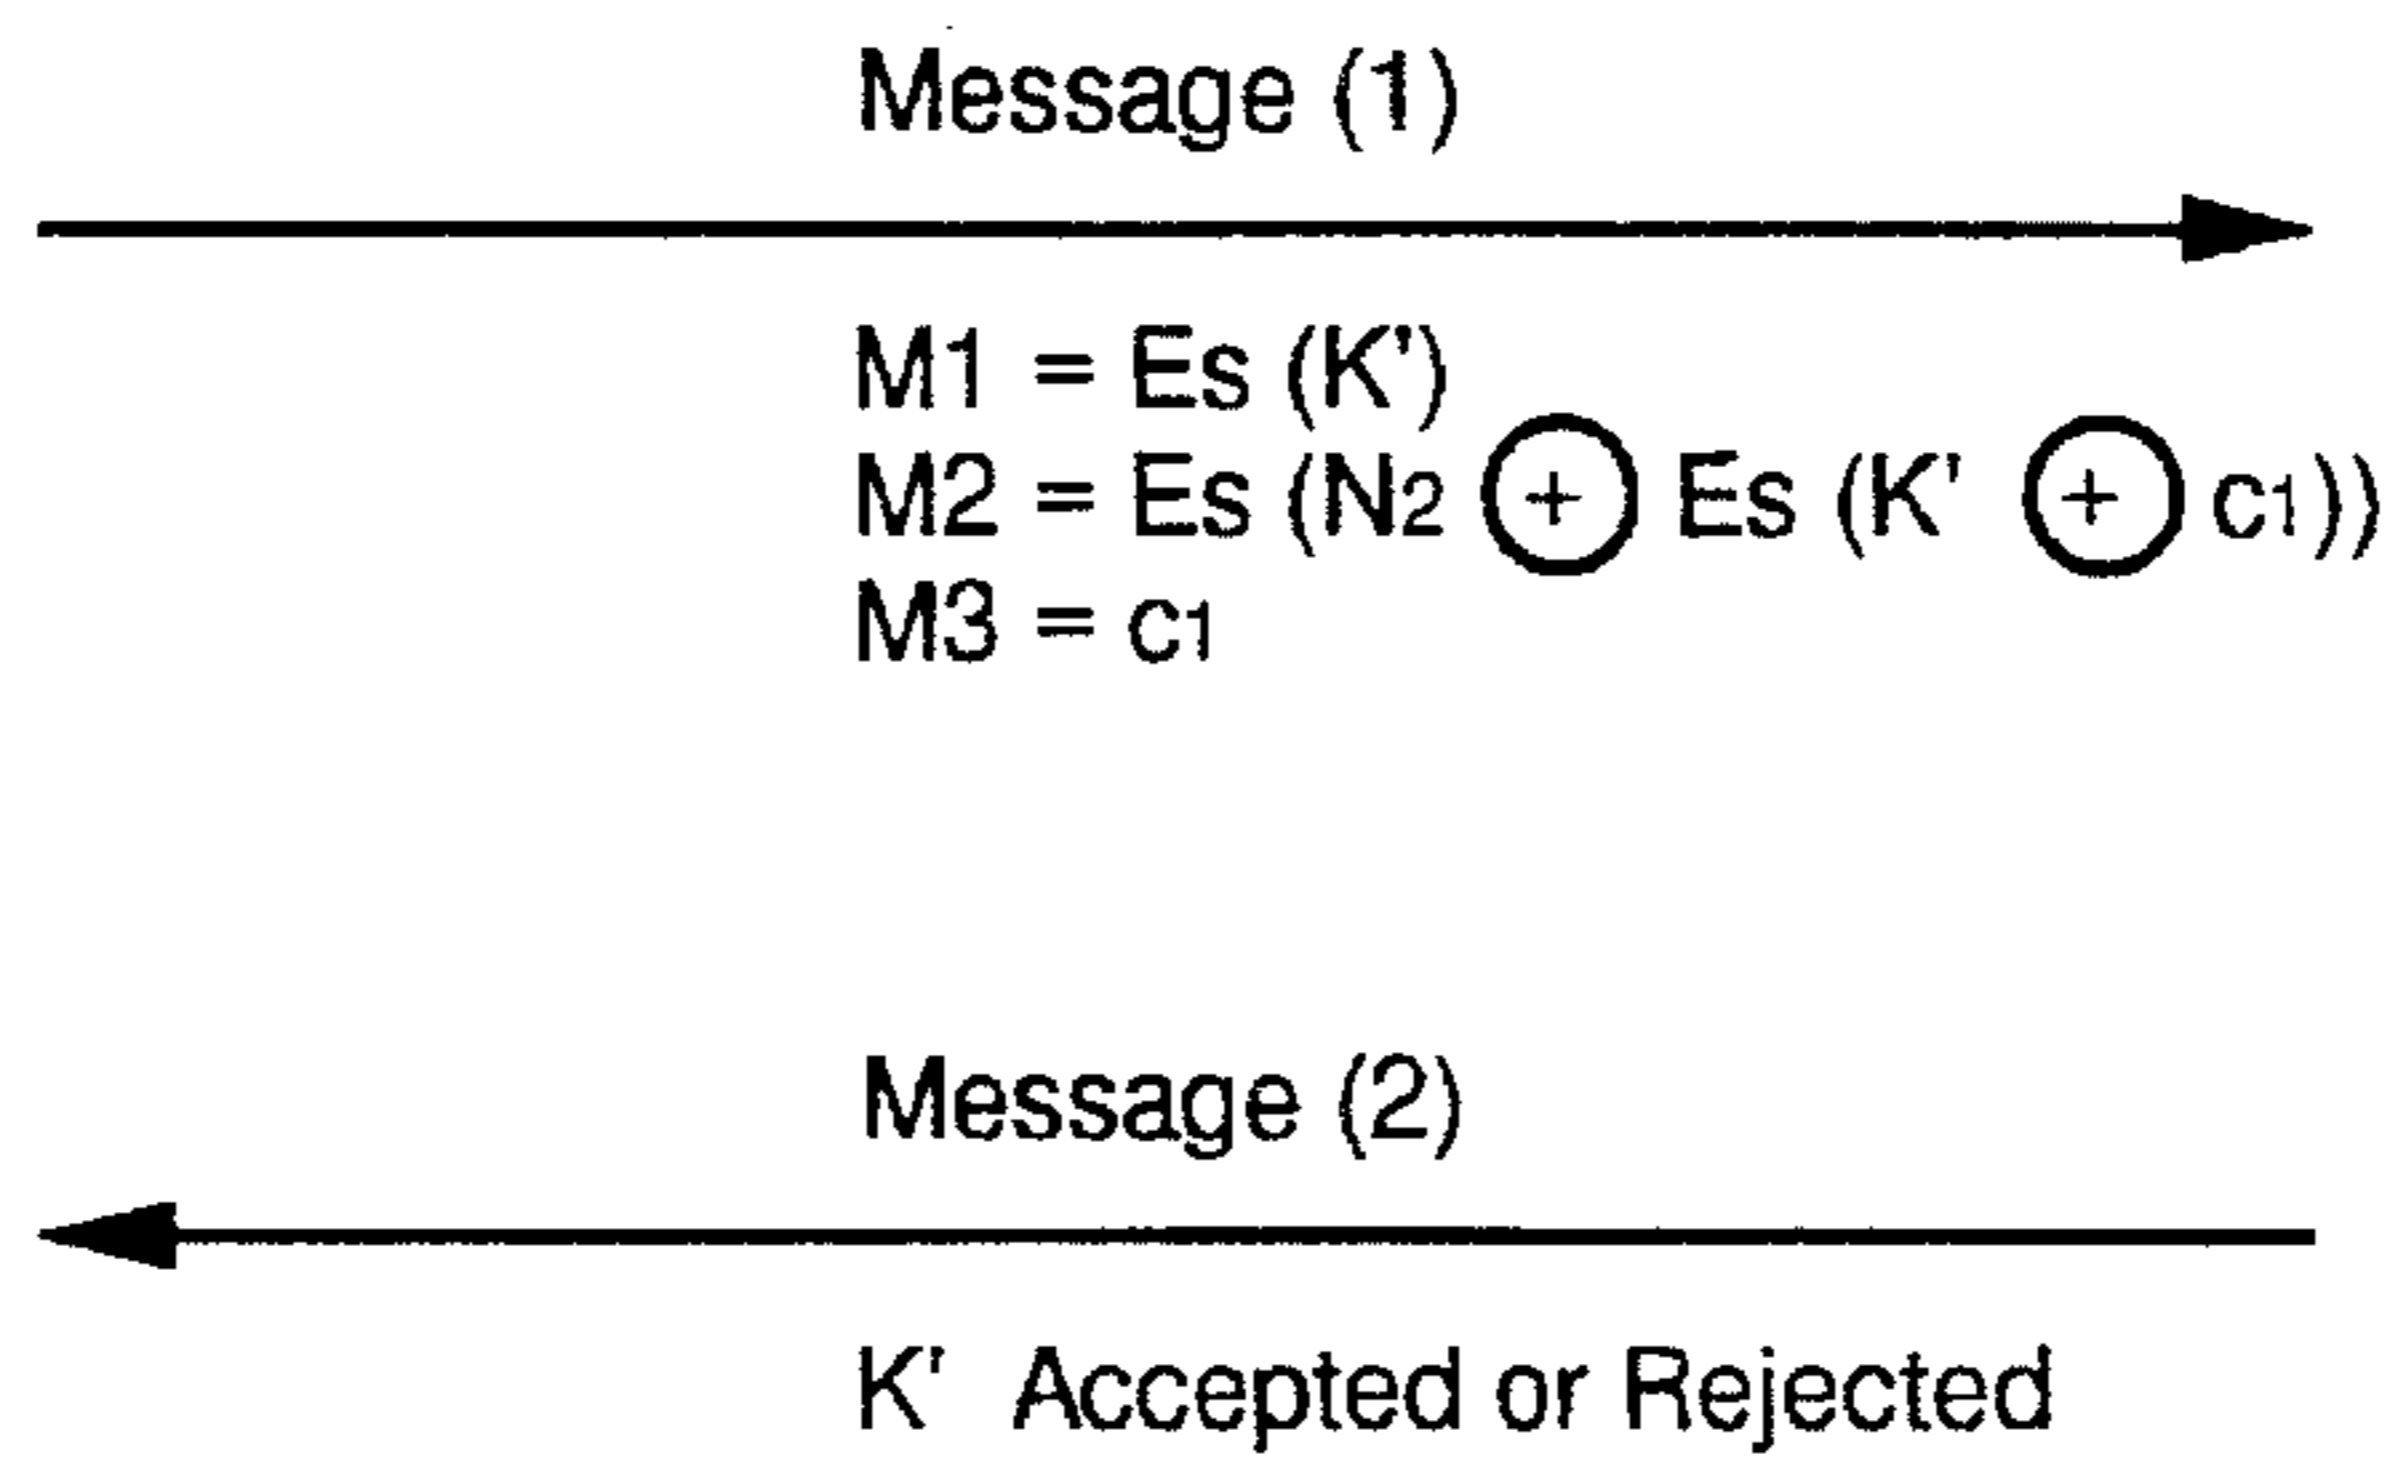 Message (1)
M1 = Es (K')
M2 = Es (N2 ⊕ Es (K' ⊕ c1))
M3 = c1
Message (2)
K' Accepted or Rejected